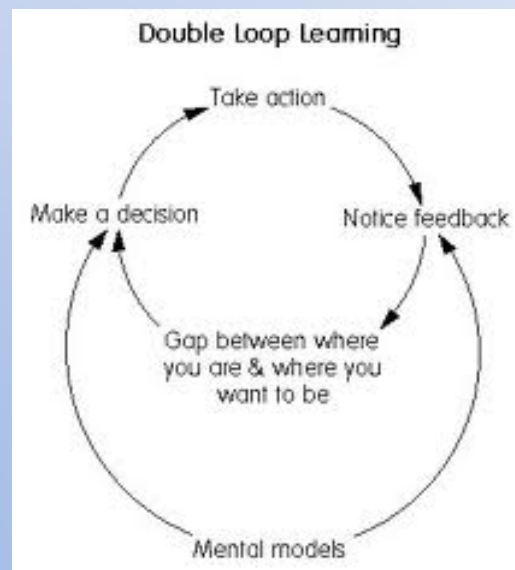 Double Loop Learning
Take action
Make a decision
Notice feedback
Gap between where
you are & where you
want to be
Mental models